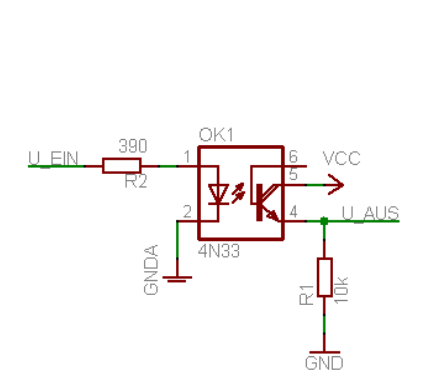 OK1
390
U_EIN
R2
1
2
6
5
4
VCC
U_AUS
4N33
GNDA
R1
10k
GND